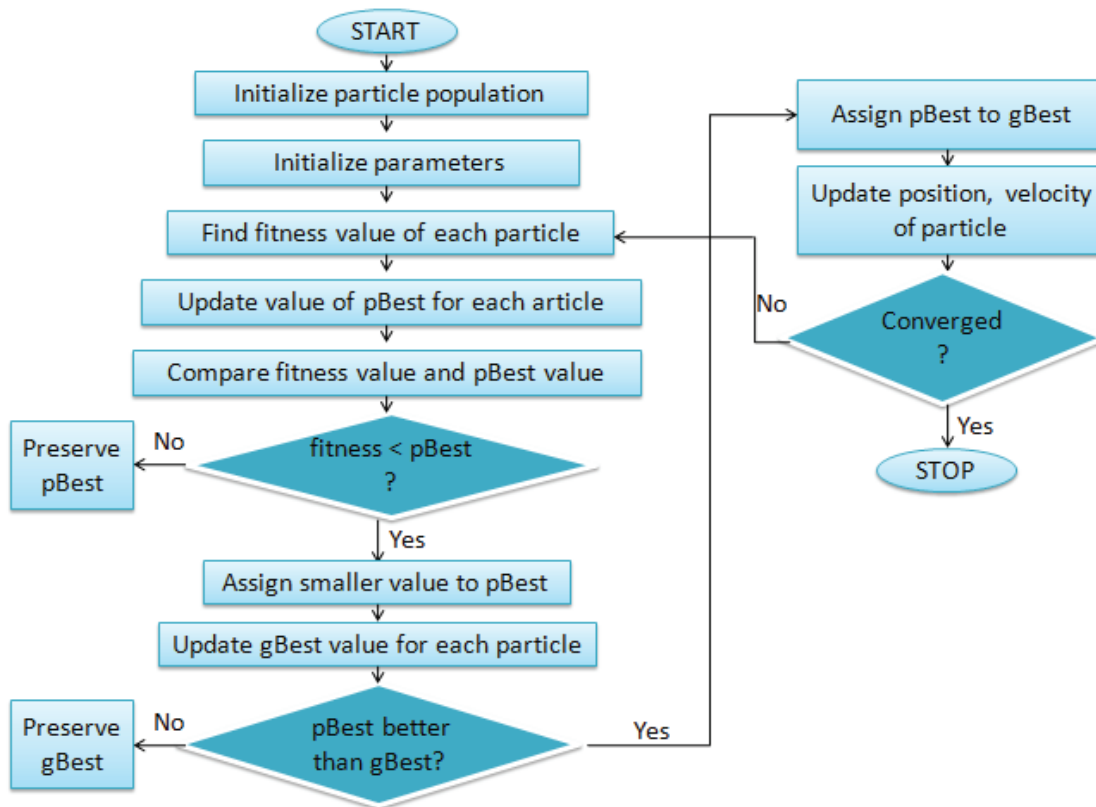 START
Initialize particle population
Initialize parameters
Find fitness value of each particle
Update value of pBest for each article
Compare fitness value and pBest value
fitness < pBest
?
No
Preserve
pBest
Yes
Assign smaller value to pBest
Update gBest value for each particle
pBest better
than gBest?
No
Preserve
gBest
Yes
Assign pBest to gBest
Update position, velocity
of particle
Converged
?
No
Yes
STOP